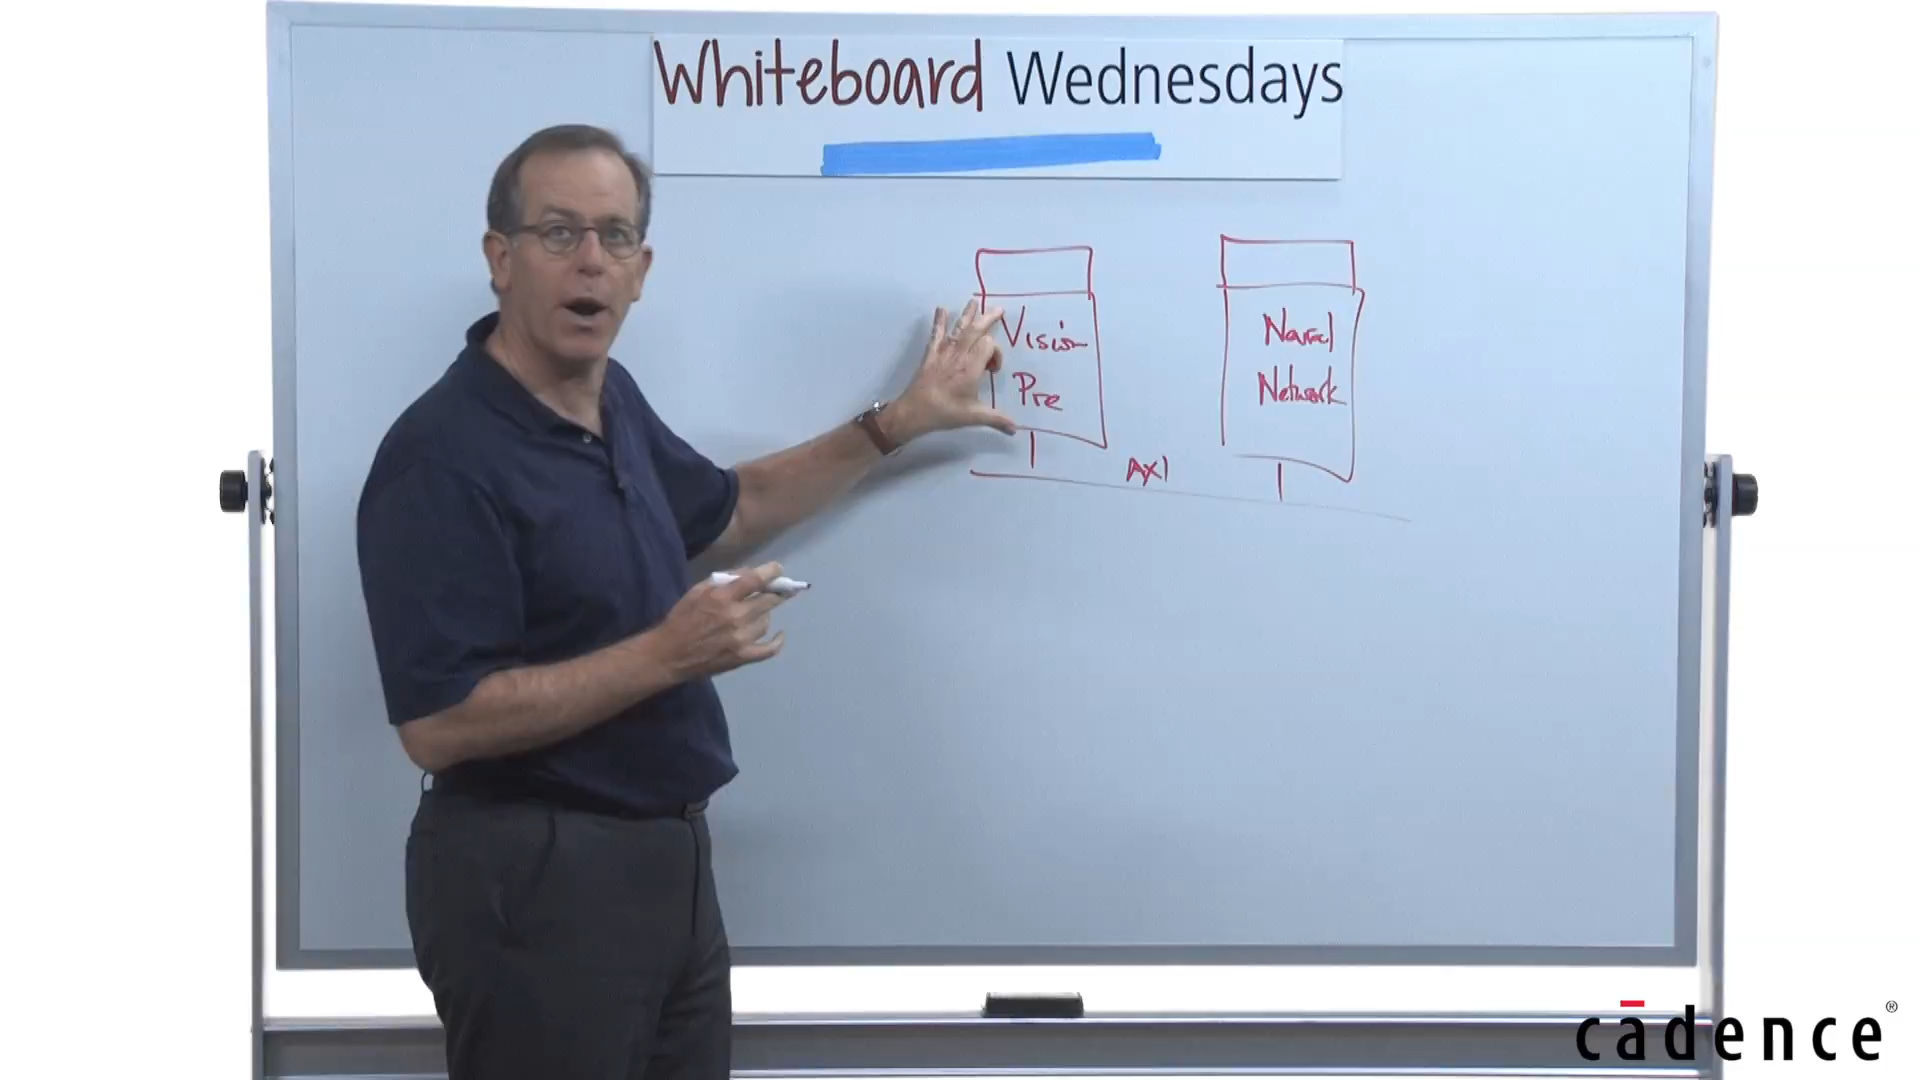 Whiteboard Wednesdays
Vision
Pre
Neural
Network
AXI
cadence®